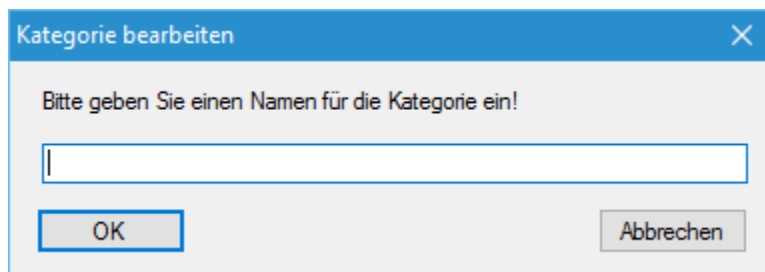 Kategorie bearbeiten
Bitte geben Sie einen Namen für die Kategorie ein!
OK
Abbrechen